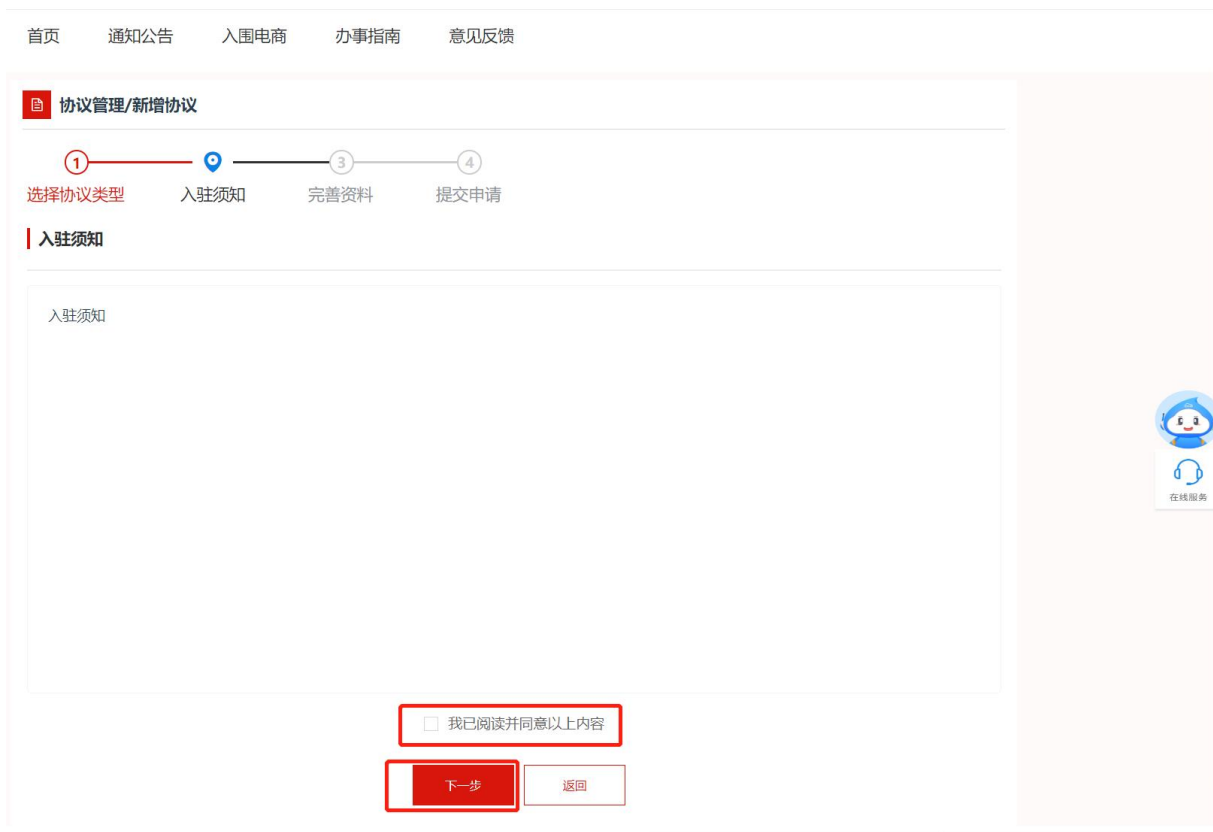 首页 通知公告 入围电商 办事指南 意见反馈
协议管理/新增协议
1 3 4
选择协议类型 入驻须知 完善资料 提交申请
入驻须知
入驻须知
在线服务
我已阅读并同意以上内容
下一步 返回